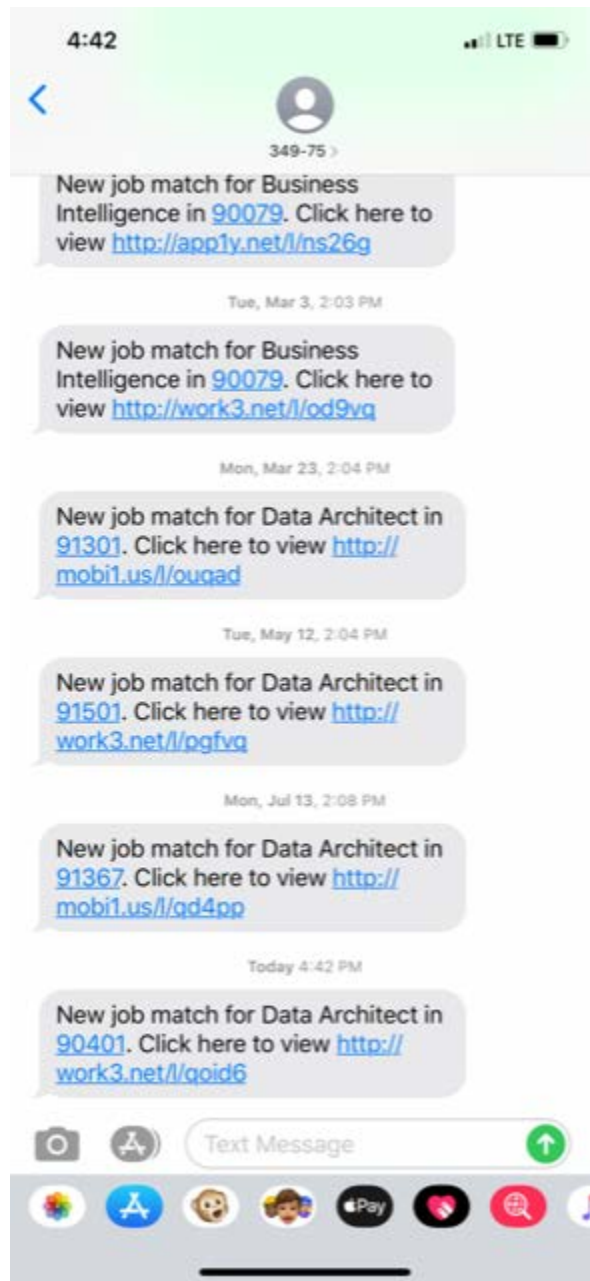 4:42
LTE
349-75 >
New job match for Business
Intelligence in 90079. Click here to
view http://app1y.net/l/ns26g
Tue, Mar 3, 2:03 PM
New job match for Business
Intelligence in 90079. Click here to
view http://work3.net/l/od9vq
Mon, Mar 23, 2:04 PM
New job match for Data Architect in
91301. Click here to view http://
mobi1.us/l/ouqad
Tue, May 12, 2:04 PM
New job match for Data Architect in
91501. Click here to view http://
work3.net/l/pgfvq
Mon, Jul 13, 2:08 PM
New job match for Data Architect in
91367. Click here to view http://
mobi1.us/l/qd4pp
Today 4:42 PM
New job match for Data Architect in
90401. Click here to view http://
work3.net/l/qoid6
Text Message
Pay